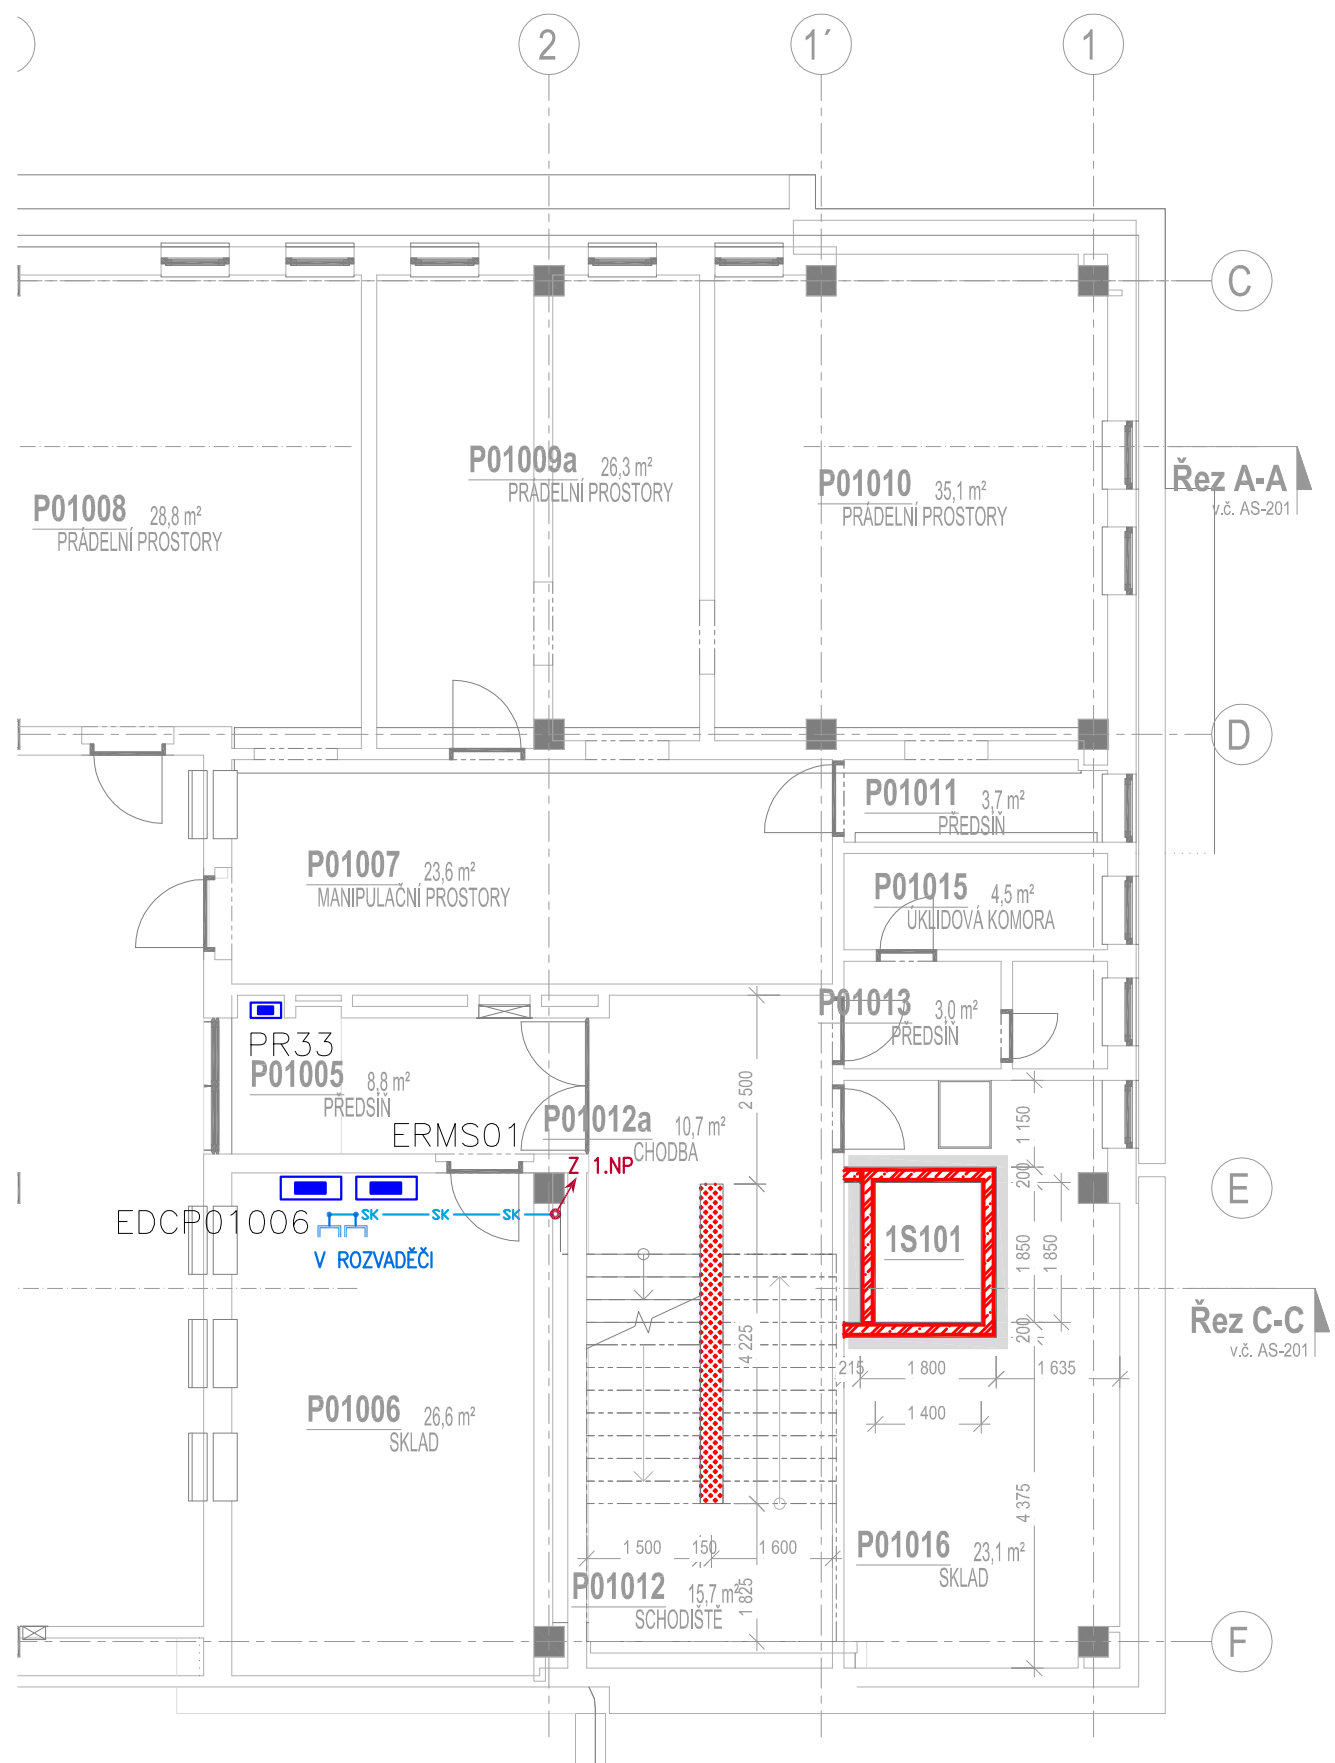 2
1´
1
C
P01009a 26,3 m²
PRÁDELNÍ PROSTORY
P01010 35,1 m²
PRÁDELNÍ PROSTORY
Řez A-A
v.č. AS-201
P01008 28,8 m²
PRÁDELNÍ PROSTORY
D
P01011 3,7 m²
PŘEDSÍŇ
P01007 23,6 m²
MANIPULAČNÍ PROSTORY
P01015 4,5 m²
ÚKLIDOVÁ KOMORA
P01013 3,0 m²
PŘEDSÍŇ
PR33
P01005 8,8 m²
PŘEDSÍŇ
2 500
1 150
ERMS01
P01012a 10,7 m²
CHODBA
Z 1.NP
200
E
EDCP01006
SK SK SK
V ROZVADĚČI
1S101
1 850
1 850
Řez C-C
v.č. AS-201
200
4 225
215 1 800 1 635
1 400
P01006 26,6 m²
SKLAD
4 375
1 500 150 1 600
P01016 23,1 m²
SKLAD
P01012 15,7 m²
SCHODIŠTĚ
1 825
F